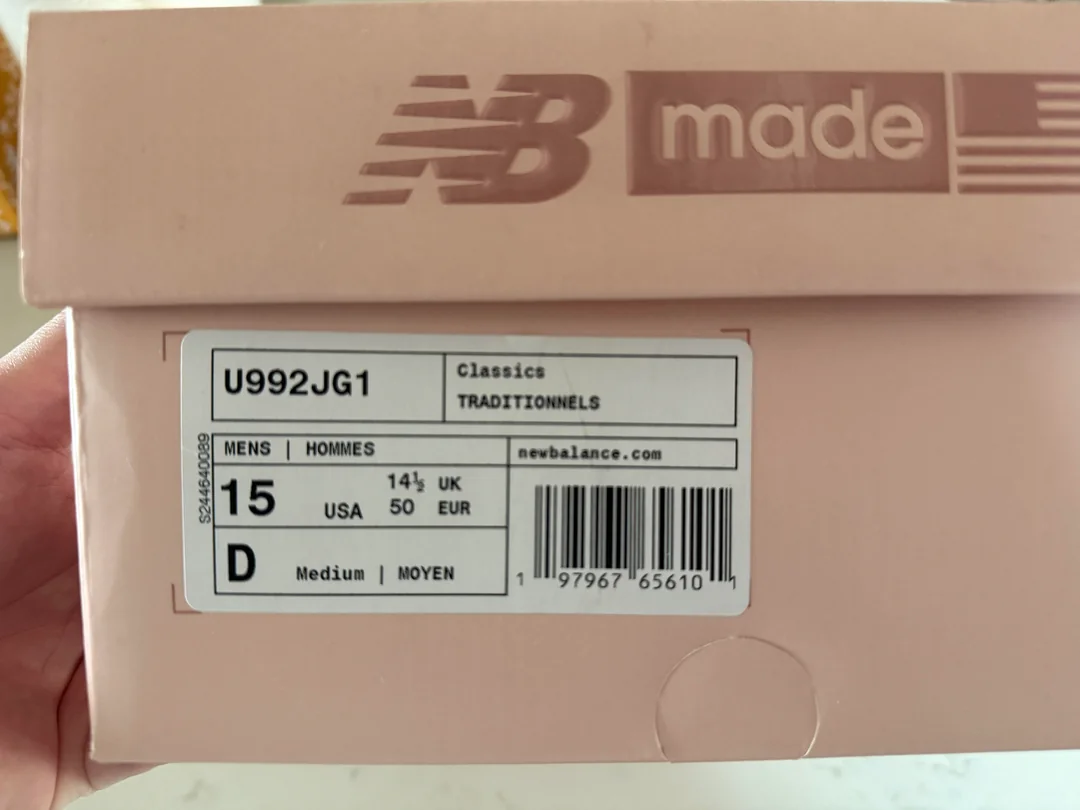 NB made
U992JG1
Classics
TRADITIONNELS
S244640089
MENS | HOMMES
newbalance.com
15 USA 14½ UK
50 EUR
D Medium | MOYEN
1 97967 65610 1